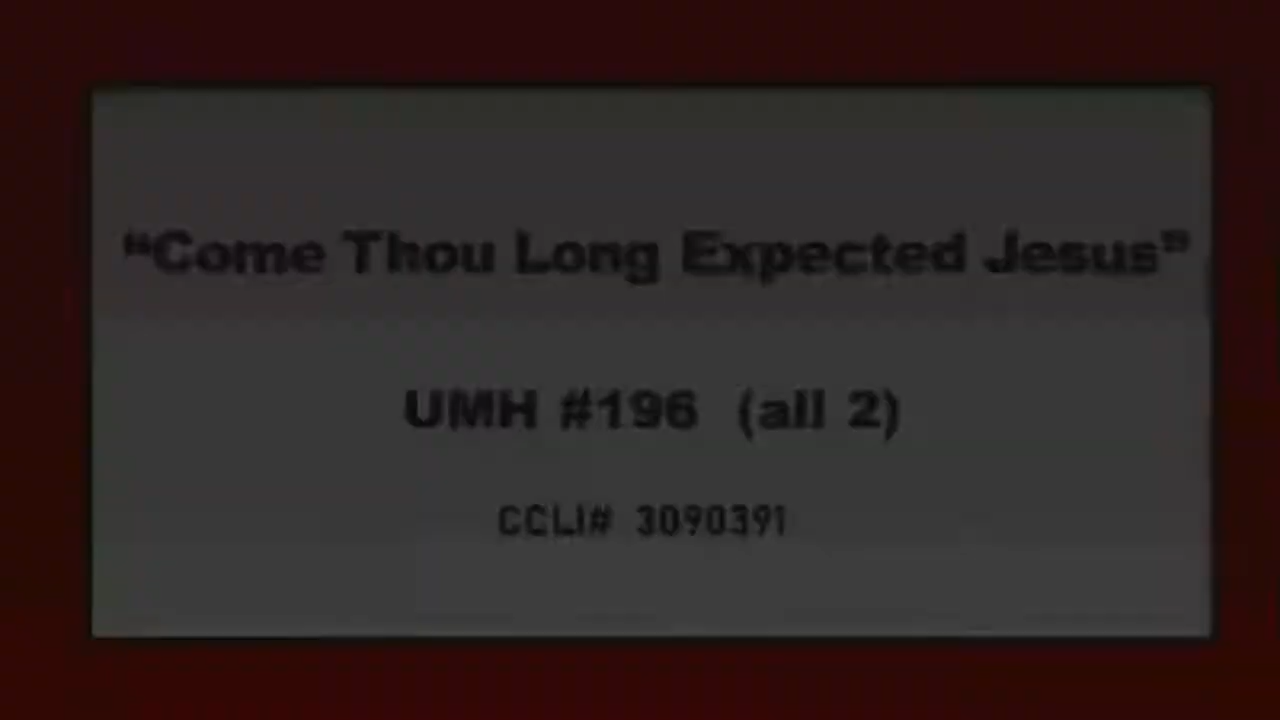 “Come Thou Long Expected Jesus”
UMH #196 (all 2)
CCLI# 3090391